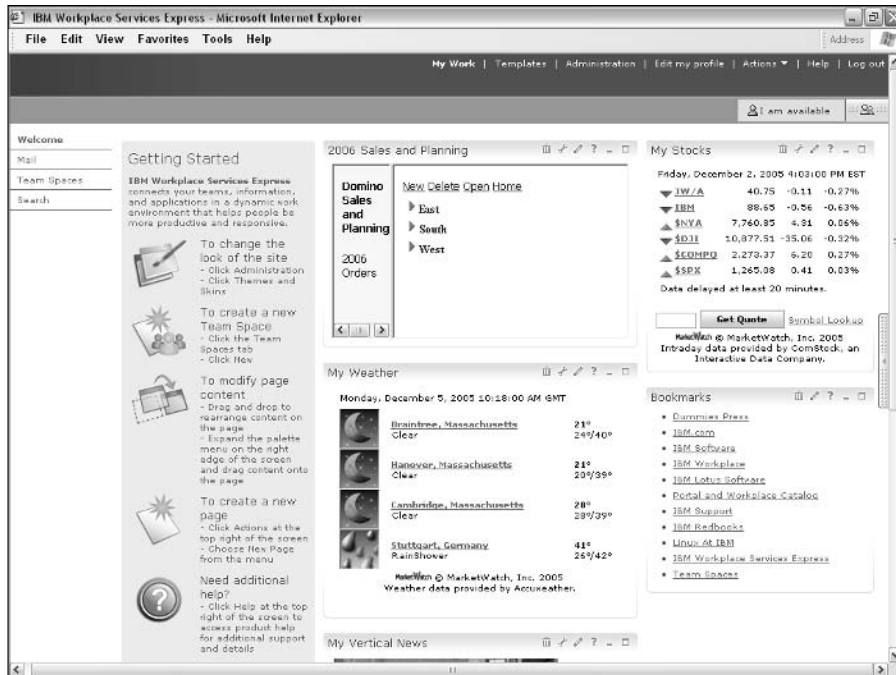 IBM Workplace Services Express - Microsoft Internet Explorer
File Edit View Favorites Tools Help
Address
My Work | Templates | Administration | Edit my profile | Actions | Help | Log out
I am available
Welcome
Mail
Team Spaces
Search
Getting Started
IBM Workplace Services Express
connects your teams, information,
and applications in a dynamic work
environment that helps people be
more productive and responsive.
To change the
look of the site
- Click Administration
- Click Themes and
Skins
To create a new
Team Space
- Click the Team
Spaces tab
- Click New
To modify page
content
- Drag and drop to
rearrange content on
the page
- Expand the palette
menu on the right
edge of the screen
and drag content onto
the page
To create a new
page
- Click Actions at the
top right of the screen
- Choose New Page
from the menu
Need additional
help?
- Click Help at the top
right of the screen to
access product help
for additional support
and details
2006 Sales and Planning
Domino
Sales
and
Planning
2006
Orders
New Delete Open Home
East
South
West
My Weather
Monday, December 5, 2005 10:18:00 AM GMT
Braintree, Massachusetts 21°
Clear 24°/40°
Hanover, Massachusetts 21°
Clear 20°/39°
Cambridge, Massachusetts 28°
Clear 28°/39°
Stuttgart, Germany 41°
RainShower 26°/42°
MarketWatch © MarketWatch, Inc. 2005
Weather data provided by Accuweather.
My Vertical News
My Stocks
Friday, December 2, 2005 4:03:00 PM EST
JW/A 40.75 -0.11 -0.27%
IBM 88.65 -0.56 -0.63%
$NYA 7,760.85 4.31 0.06%
$DJI 10,877.51 -35.06 -0.32%
$COMPQ 2,273.37 6.20 0.27%
$SPX 1,265.08 0.41 0.03%
Data delayed at least 20 minutes.
Get Quote Symbol Lookup
MarketWatch © MarketWatch, Inc. 2005
Intraday data provided by ComStock, an
Interactive Data Company.
Bookmarks
Dummies Press
IBM.com
IBM Software
IBM Workplace
IBM Lotus Software
Portal and Workplace Catalog
IBM Support
IBM Redbooks
Linux At IBM
IBM Workplace Services Express
Team Spaces